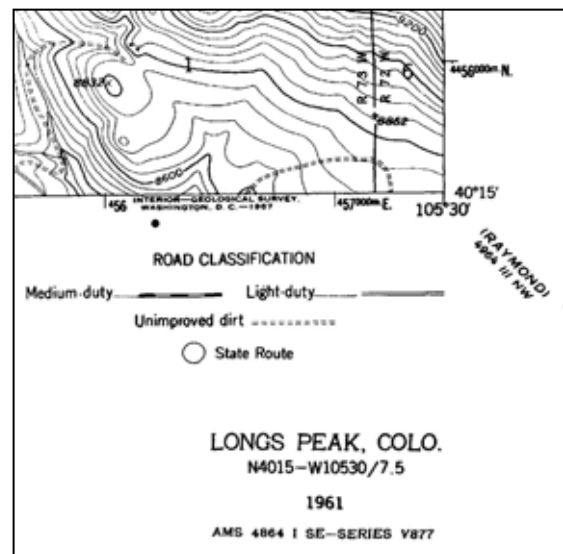 9200
4456000m. N.
8832x
I
R 73 W
R 72 W
8862
8600
40°15'
456
INTERIOR—GEOLOGICAL SURVEY, WASHINGTON, D. C.—1967
457000m. E.
105°30'
(RAYMOND)
4964 III NW
ROAD CLASSIFICATION
Medium-duty
Light-duty
Unimproved dirt
State Route
LONGS PEAK, COLO.
N4015—W10530/7.5
1961
AMS 4864 I SE—SERIES V877